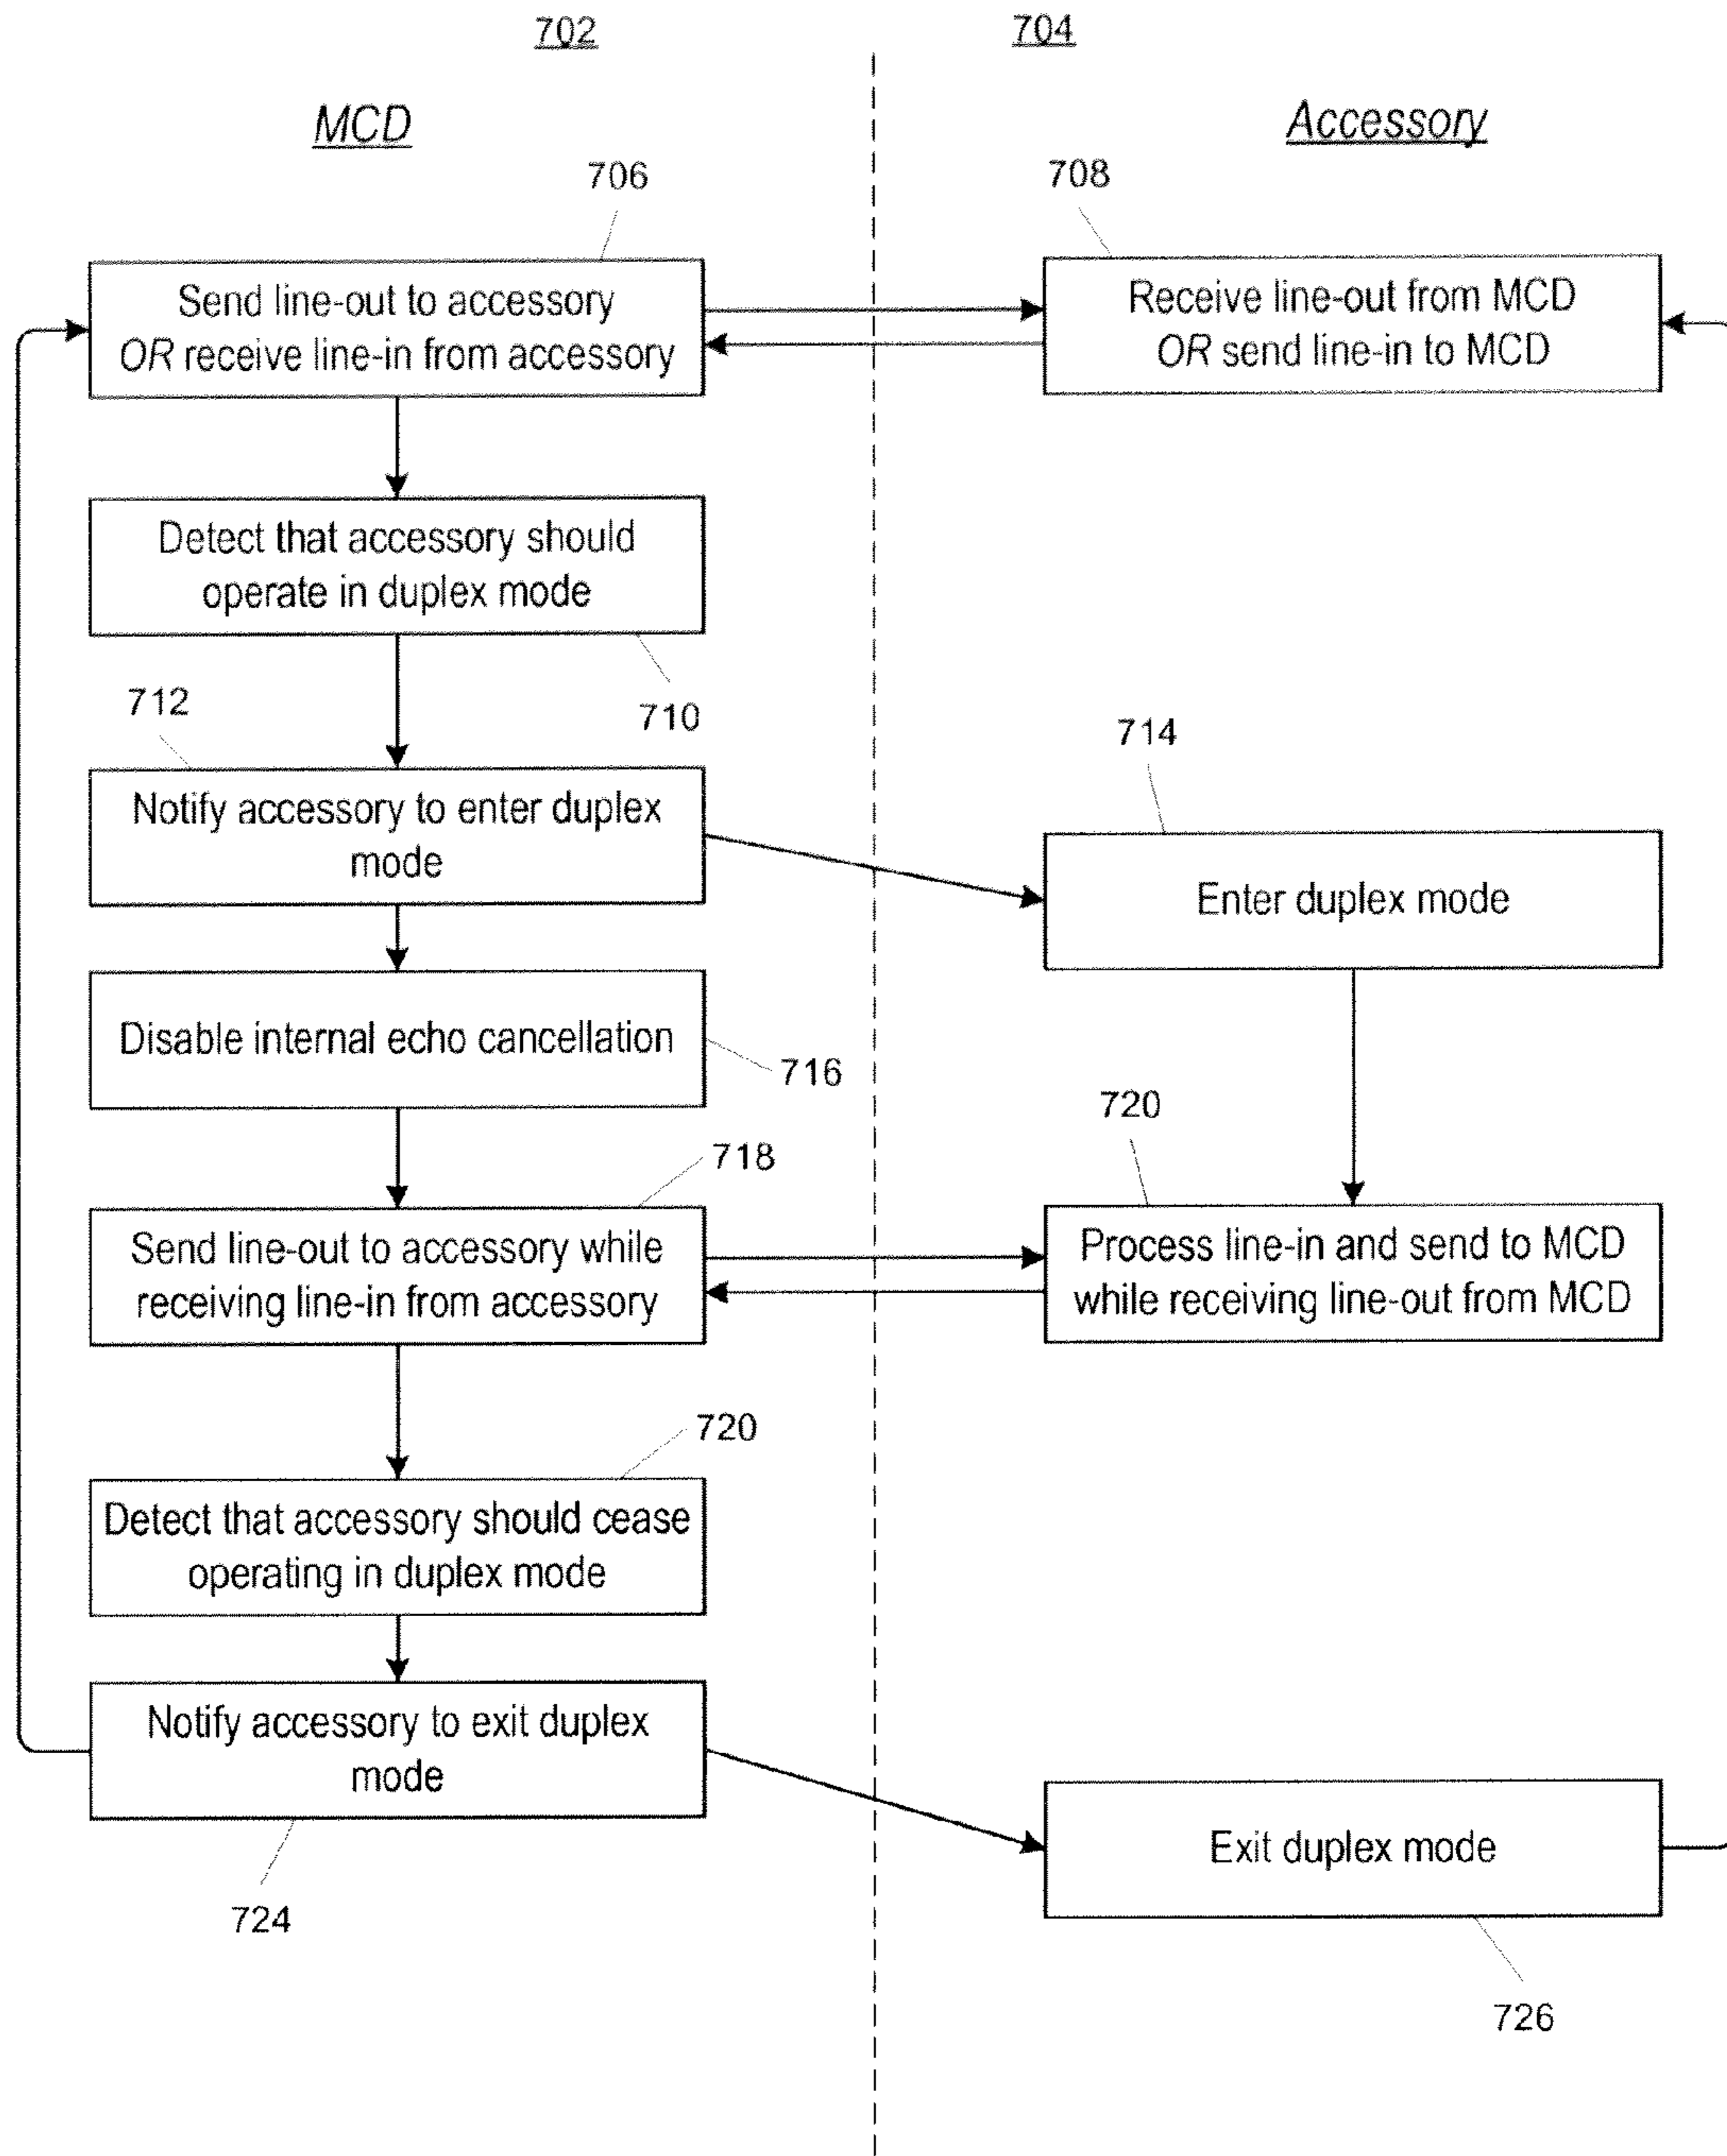 702
704
MCD
Accessory
706
708
Send line-out to accessory
OR receive line-in from accessory
Receive line-out from MCD
OR send line-in to MCD
Detect that accessory should
operate in duplex mode
710
712
714
Notify accessory to enter duplex
mode
Enter duplex mode
Disable internal echo cancellation
716
718
720
Send line-out to accessory while
receiving line-in from accessory
Process line-in and send to MCD
while receiving line-out from MCD
720
Detect that accessory should cease
operating in duplex mode
Notify accessory to exit duplex
mode
Exit duplex mode
724
726